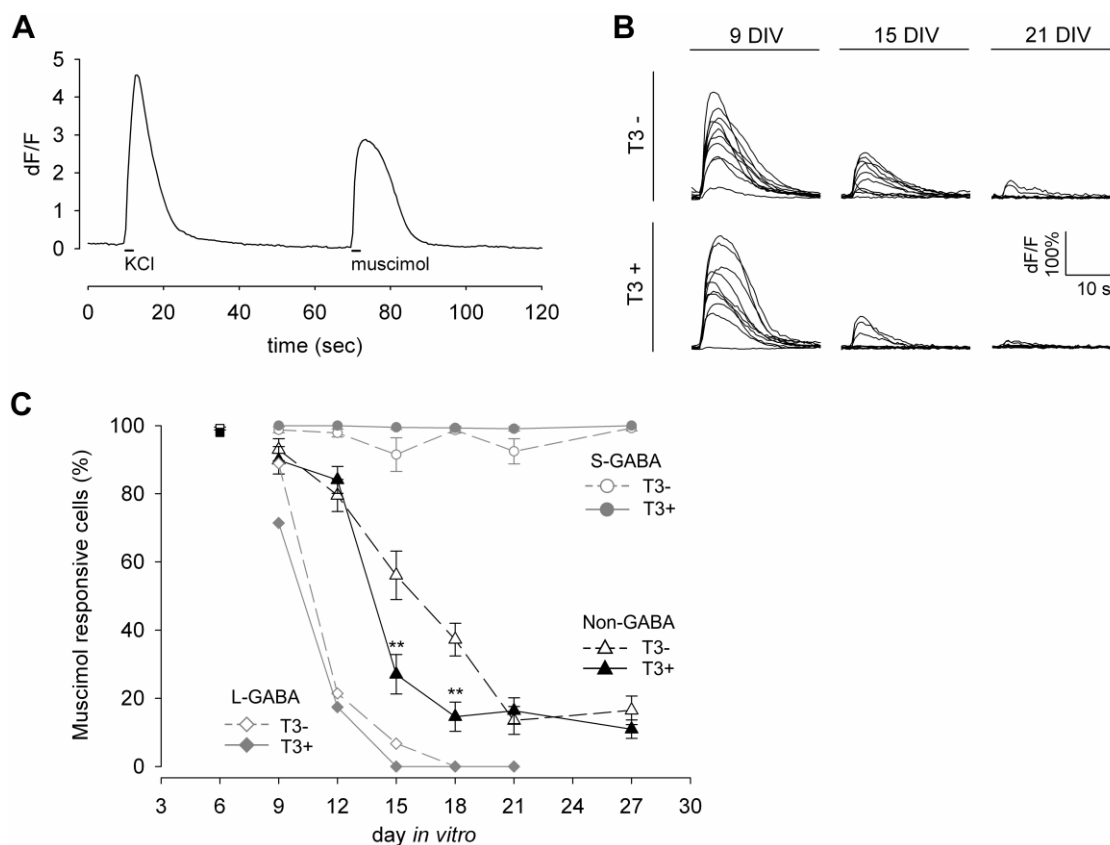 A
5
4
3
2
1
0
dF/F
KCl
muscimol
0 20 40 60 80 100 120
time (sec)
B
9 DIV 15 DIV 21 DIV
T3 -
T3 +
dF/F
100%
10 s
C
100
80
60
40
20
0
Muscimol responsive cells (%)
S-GABA
T3-
T3+
Non-GABA
T3-
T3+
**
**
L-GABA
T3-
T3+
3 6 9 12 15 18 21 24 27 30
day in vitro